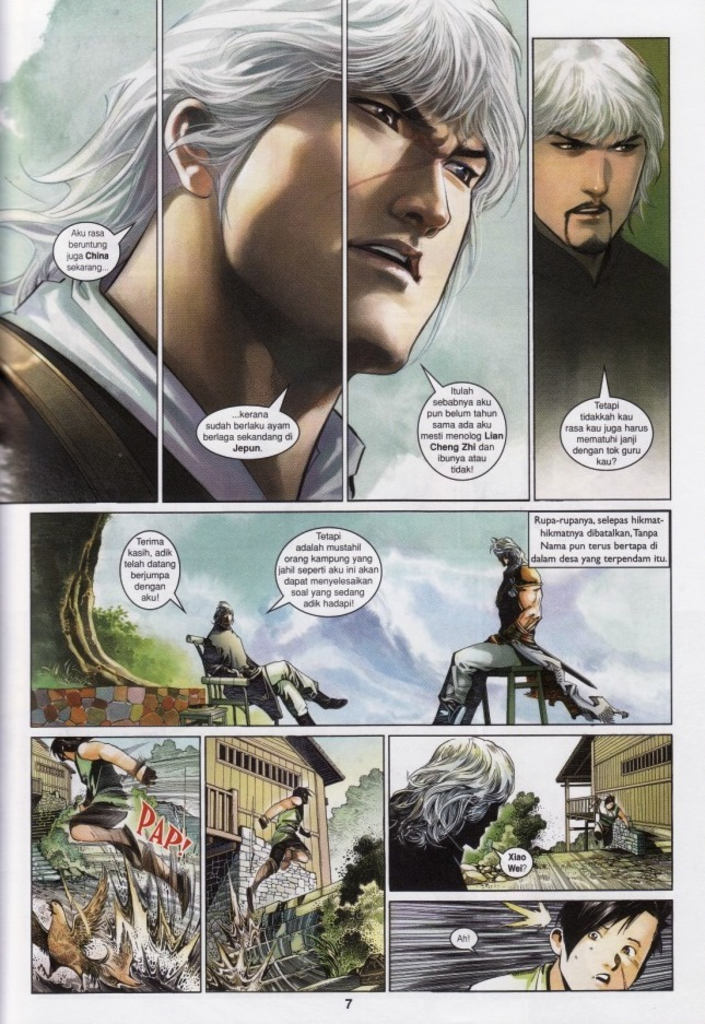 Aku rasa
beruntung
juga China
sekarang...
...kerana
sudah berlaku ayam
berlaga sekandang di
Jepun.
Itulah
sebabnya aku
pun belum tahun
sama ada aku
mesti menolog Lian
Cheng Zhi dan
ibunya atau
tidak!
Tetapi
tidakkah kau
rasa kau juga harus
mematuhi janji
dengan tok guru
kau?
Terima
kasih, adik
telah datang
berjumpa
dengan
aku!
Tetapi
adalah mustahil
orang kampung yang
jahil seperti aku ini akan
dapat menyelesaikan
soal yang sedang
adik hadapi!
Rupa-rupanya, selepas hikmat-
hikmatnya dibatalkan, Tanpa
Nama pun terus bertapa di
dalam desa yang terpendam itu.
PAP!
Xiao
Wei?
Ah!
7